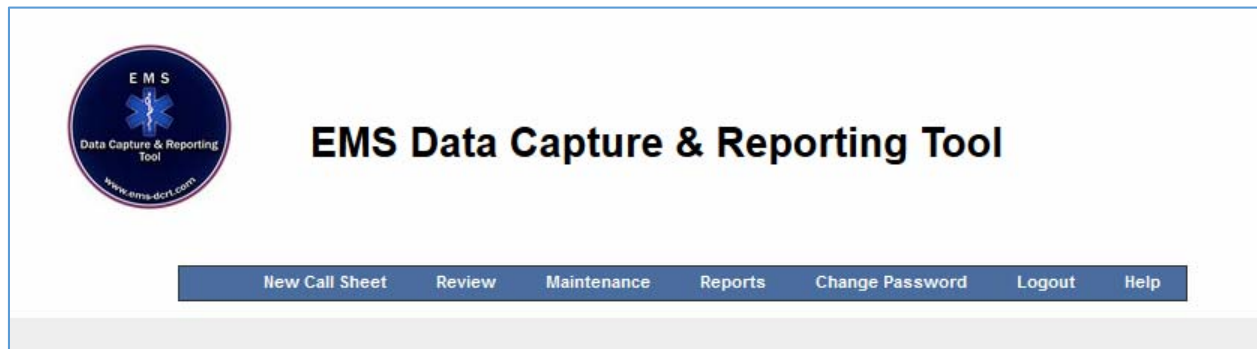 E M S
Data Capture & Reporting
Tool
www.ems-dcrt.com
EMS Data Capture & Reporting Tool
New Call Sheet Review Maintenance Reports Change Password Logout Help